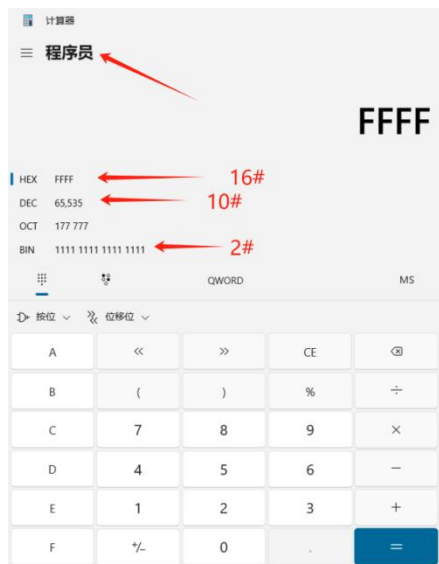 计算器
程序员
FFFF
HEX FFFF 16#
DEC 65,535 10#
OCT 177 777
BIN 1111 1111 1111 1111 2#
QWORD MS
按位 位移位
A « » CE
B ( ) % ÷
C 7 8 9 ×
D 4 5 6 −
E 1 2 3 +
F +/− 0 . =